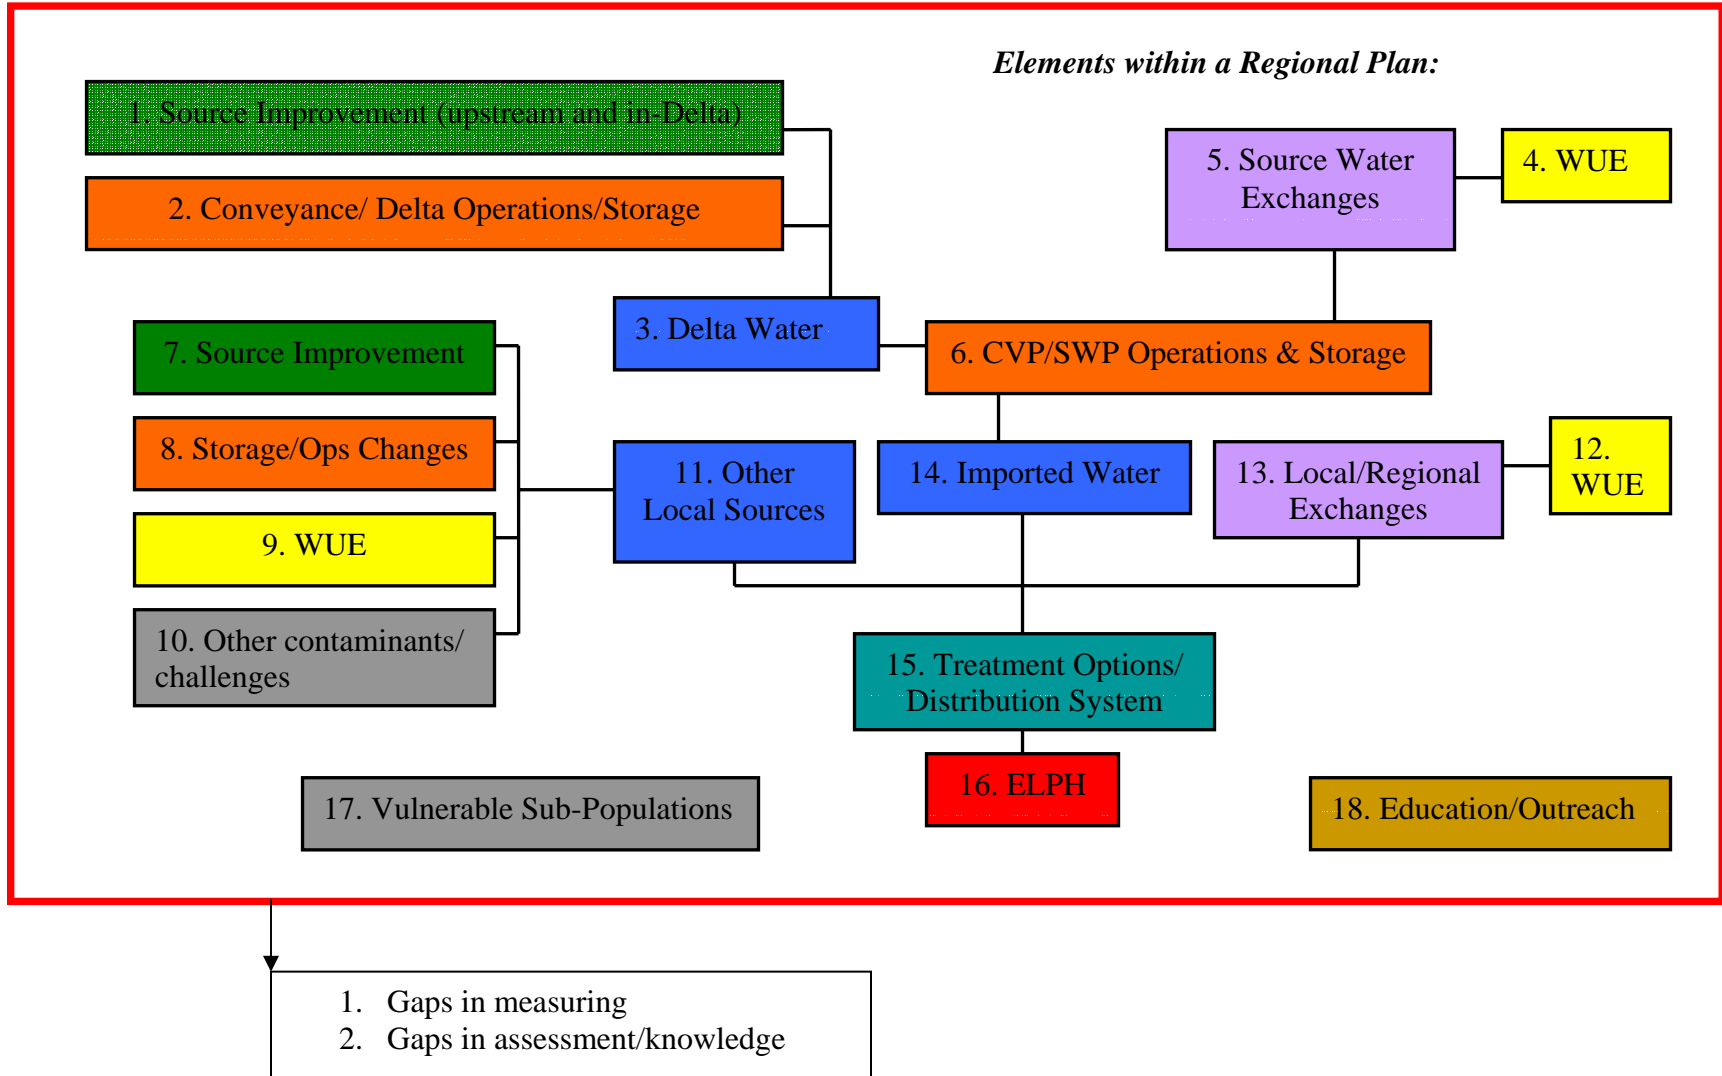 Elements within a Regional Plan:
1. Source Improvement (upstream and in-Delta)
2. Conveyance/ Delta Operations/Storage
3. Delta Water
5. Source Water
Exchanges
4. WUE
6. CVP/SWP Operations & Storage
7. Source Improvement
8. Storage/Ops Changes
9. WUE
10. Other contaminants/
challenges
11. Other
Local Sources
14. Imported Water
13. Local/Regional
Exchanges
12.
WUE
15. Treatment Options/
Distribution System
16. ELPH
17. Vulnerable Sub-Populations
18. Education/Outreach
1. Gaps in measuring
2. Gaps in assessment/knowledge